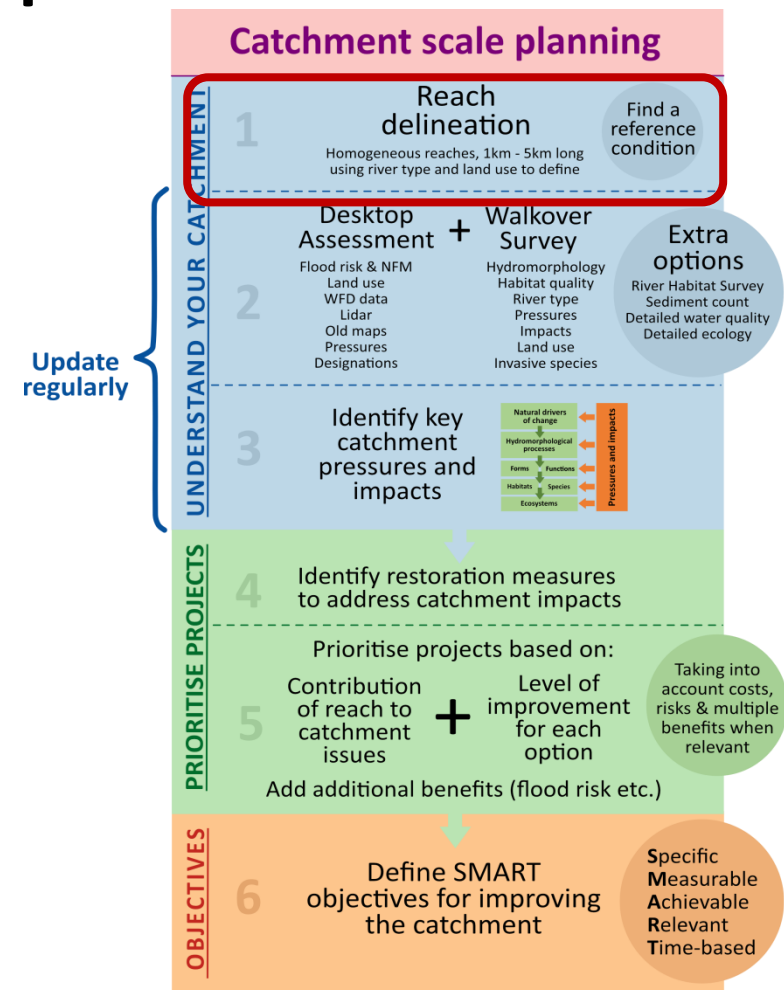 Catchment scale planning
UNDERSTAND YOUR CATCHMENT
1
Reach
delineation
Homogeneous reaches, 1km - 5km long
using river type and land use to define
Find a
reference
condition
Update
regularly
2
Desktop
Assessment
Flood risk & NFM
Land use
WFD data
Lidar
Old maps
Pressures
Designations
+
Walkover
Survey
Hydromorphology
Habitat quality
River type
Pressures
Impacts
Land use
Invasive species
Extra
options
River Habitat Survey
Sediment count
Detailed water quality
Detailed ecology
3
Identify key
catchment
pressures and
impacts
Natural drivers
of change
Hydromorphological
processes
Forms Functions
Habitats Species
Ecosystems
Pressures and impacts
PRIORITISE PROJECTS
4
Identify restoration measures
to address catchment impacts
5
Prioritise projects based on:
Contribution
of reach to
catchment
issues
+
Level of
improvement
for each
option
Add additional benefits (flood risk etc.)
Taking into
account costs,
risks & multiple
benefits when
relevant
OBJECTIVES
6
Define SMART
objectives for improving
the catchment
Specific
Measurable
Achievable
Relevant
Time-based